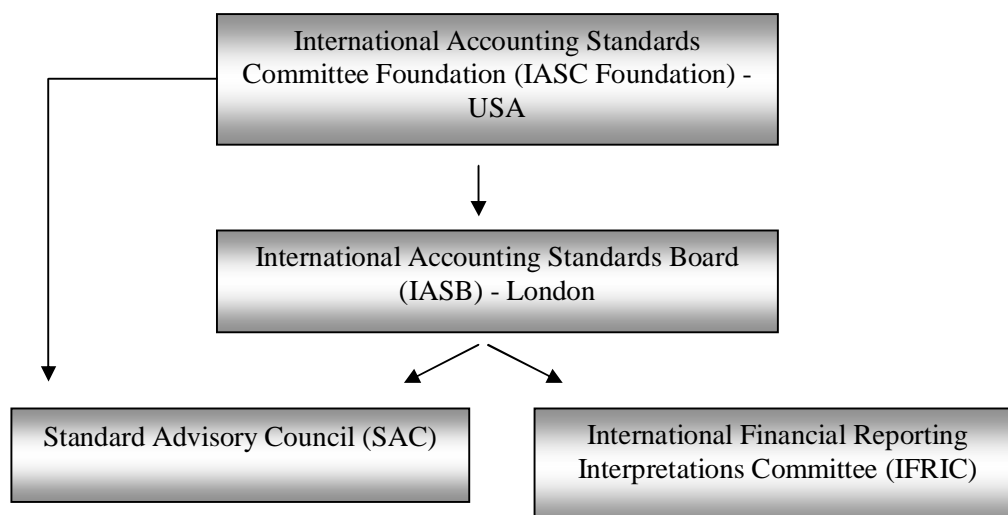 International Accounting Standards
Committee Foundation (IASC Foundation) -
USA
International Accounting Standards Board
(IASB) - London
Standard Advisory Council (SAC)
International Financial Reporting
Interpretations Committee (IFRIC)